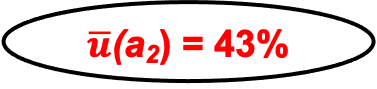 u̅(a₂) = 43%